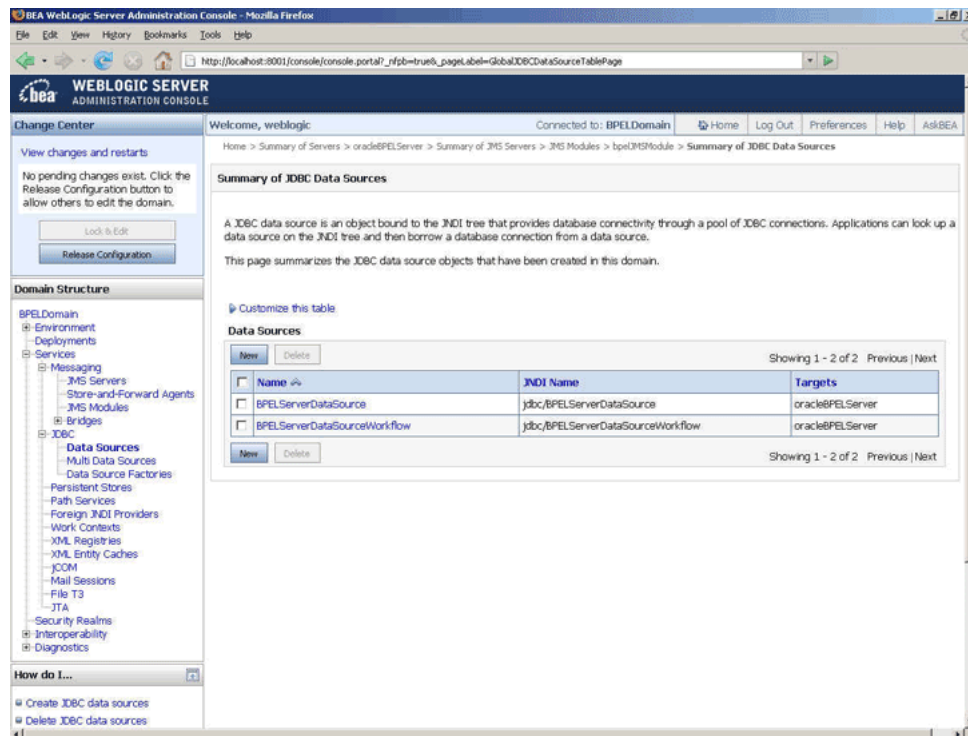 BEA WebLogic Server Administration Console - Mozilla Firefox
File Edit View History Bookmarks Tools Help
http://localhost:8001/console/console.portal?_nfpb=true&_pageLabel=GlobalJDBCDataSourceTablePage
bea WEBLOGIC SERVER
ADMINISTRATION CONSOLE
Change Center
View changes and restarts
No pending changes exist. Click the
Release Configuration button to
allow others to edit the domain.
Lock & Edit
Release Configuration
Domain Structure
BPELDomain
Environment
Deployments
Services
Messaging
JMS Servers
Store-and-Forward Agents
JMS Modules
Bridges
JDBC
Data Sources
Multi Data Sources
Data Source Factories
Persistent Stores
Path Services
Foreign JNDI Providers
Work Contexts
XML Registries
XML Entity Caches
jCOM
Mail Sessions
File T3
JTA
Security Realms
Interoperability
Diagnostics
How do I...
Create JDBC data sources
Delete JDBC data sources
Welcome, weblogic Connected to: BPELDomain Home Log Out Preferences Help AskBEA
Home > Summary of Servers > oracleBPELServer > Summary of JMS Servers > JMS Modules > bpelJMSModule > Summary of JDBC Data Sources
Summary of JDBC Data Sources
A JDBC data source is an object bound to the JNDI tree that provides database connectivity through a pool of JDBC connections. Applications can look up a
data source on the JNDI tree and then borrow a database connection from a data source.
This page summarizes the JDBC data source objects that have been created in this domain.
Customize this table
Data Sources
New Delete Showing 1 - 2 of 2 Previous | Next
Name JNDI Name Targets
BPELServerDataSource jdbc/BPELServerDataSource oracleBPELServer
BPELServerDataSourceWorkflow jdbc/BPELServerDataSourceWorkflow oracleBPELServer
New Delete Showing 1 - 2 of 2 Previous | Next